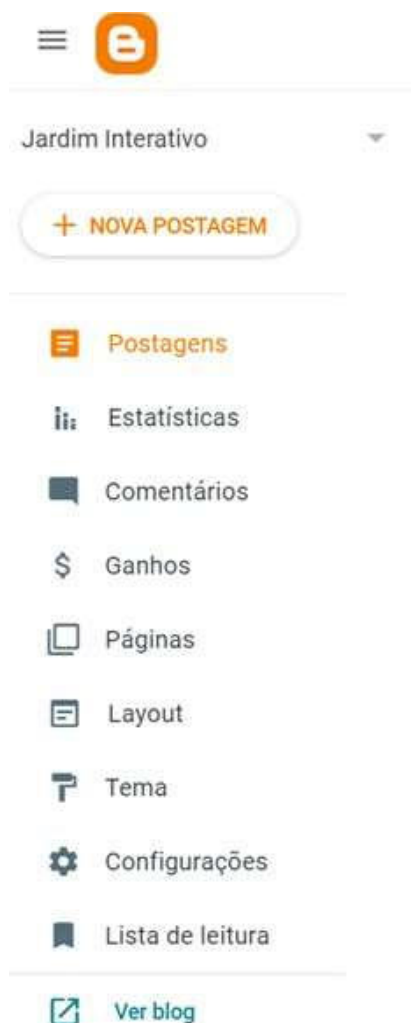 Jardim Interativo
+ NOVA POSTAGEM
Postagens
Estatísticas
Comentários
$ Ganhos
Páginas
Layout
Tema
Configurações
Lista de leitura
Ver blog